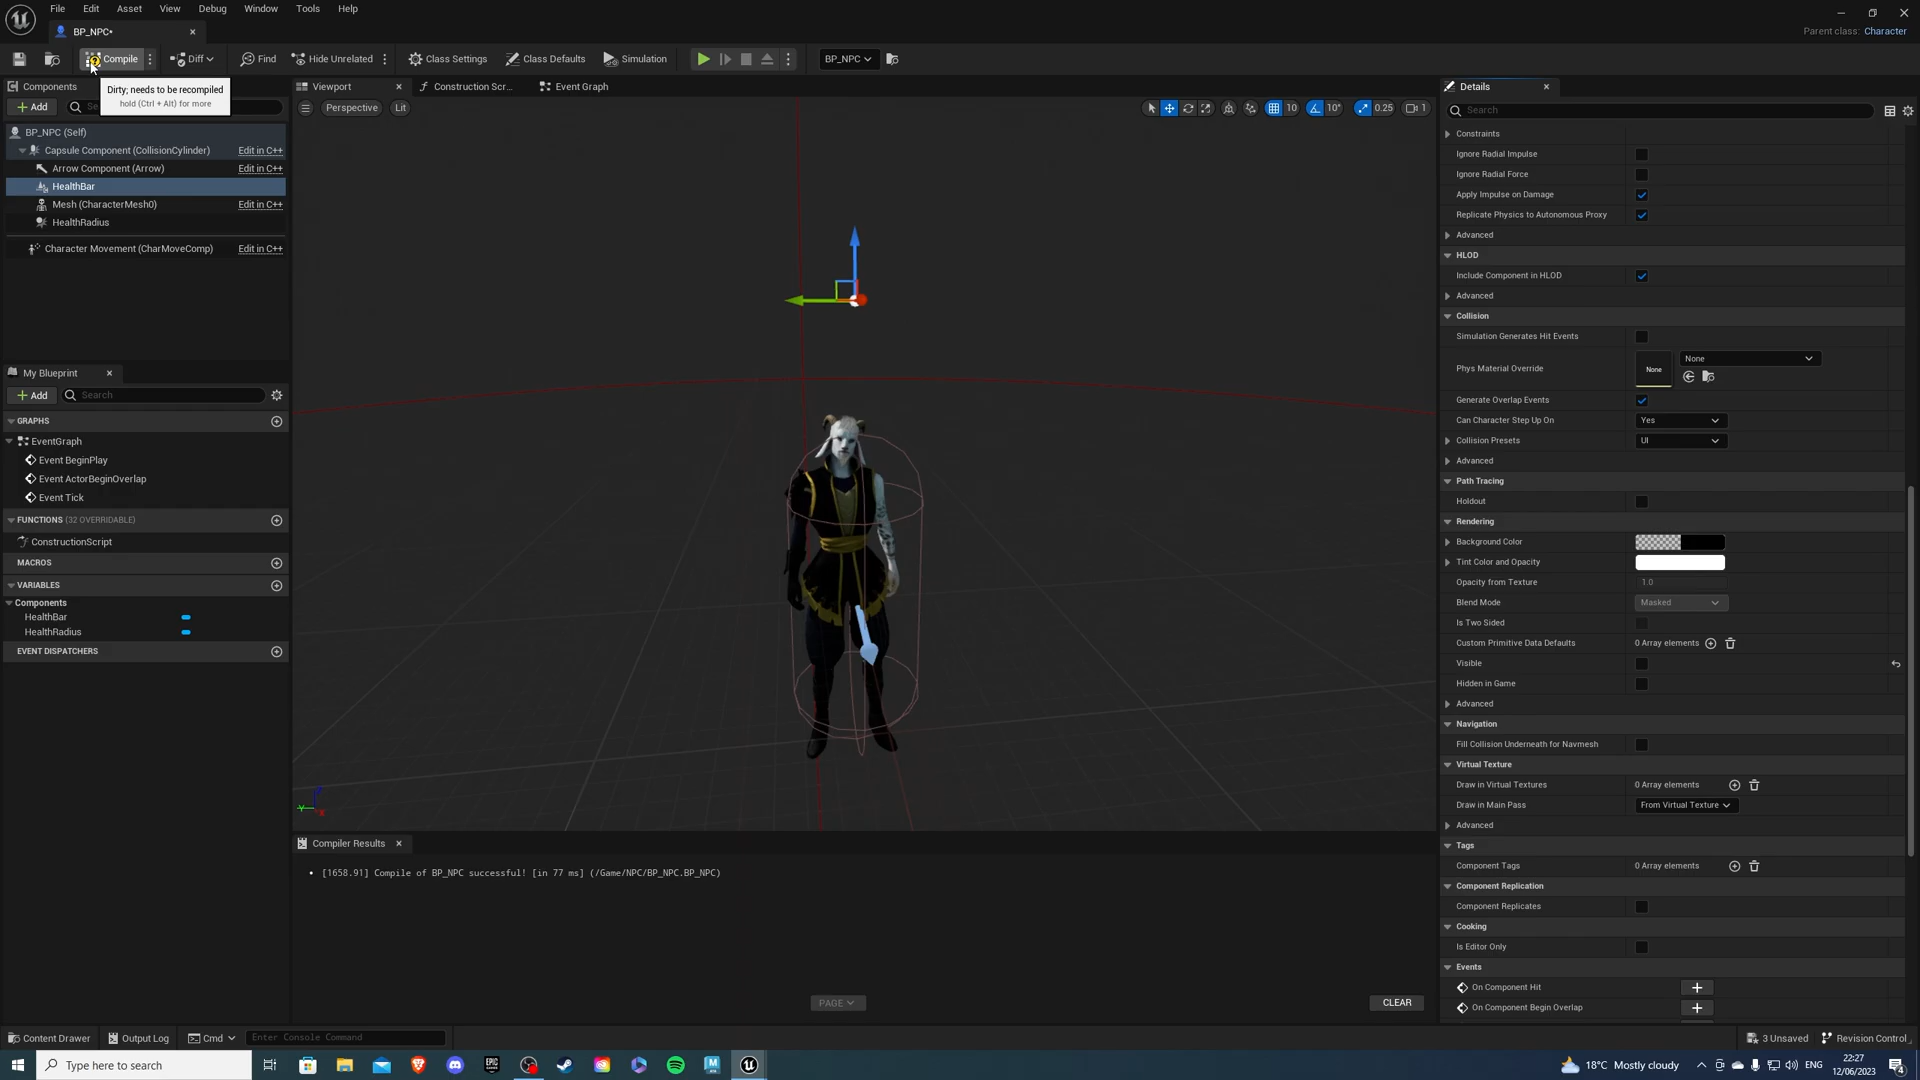 File Edit Asset View Debug Window Tools Help
BP_NPC•
Parent class: Character
Compile Diff Find Hide Unrelated Class Settings Class Defaults Simulation BP_NPC
Dirty; needs to be recompiled
hold (Ctrl + Alt) for more
Components
Add
BP_NPC (Self)
Capsule Component (CollisionCylinder) Edit in C++
Arrow Component (Arrow) Edit in C++
HealthBar
Mesh (CharacterMesh0) Edit in C++
HealthRadius
Character Movement (CharMoveComp) Edit in C++
My Blueprint
Add Search
GRAPHS
EventGraph
Event BeginPlay
Event ActorBeginOverlap
Event Tick
FUNCTIONS (32 OVERRIDABLE)
ConstructionScript
MACROS
VARIABLES
Components
HealthBar
HealthRadius
EVENT DISPATCHERS
Viewport Construction Scr... Event Graph
Perspective Lit
10 10° 0.25 1
Compiler Results
[1658.91] Compile of BP_NPC successful! [in 77 ms] (/Game/NPC/BP_NPC.BP_NPC)
PAGE CLEAR
Details
Search
Constraints
Ignore Radial Impulse
Ignore Radial Force
Apply Impulse on Damage
Replicate Physics to Autonomous Proxy
Advanced
HLOD
Include Component in HLOD
Advanced
Collision
Simulation Generates Hit Events
Phys Material Override None None
Generate Overlap Events
Can Character Step Up On Yes
Collision Presets UI
Advanced
Path Tracing
Holdout
Rendering
Background Color
Tint Color and Opacity
Opacity from Texture 1.0
Blend Mode Masked
Is Two Sided
Custom Primitive Data Defaults 0 Array elements
Visible
Hidden in Game
Advanced
Navigation
Fill Collision Underneath for Navmesh
Virtual Texture
Draw in Virtual Textures 0 Array elements
Draw in Main Pass From Virtual Texture
Advanced
Tags
Component Tags 0 Array elements
Component Replication
Component Replicates
Cooking
Is Editor Only
Events
On Component Hit
On Component Begin Overlap
Content Drawer Output Log Cmd Enter Console Command
3 Unsaved Revision Control
Type here to search
18°C Mostly cloudy ENG
22:27
12/06/2023